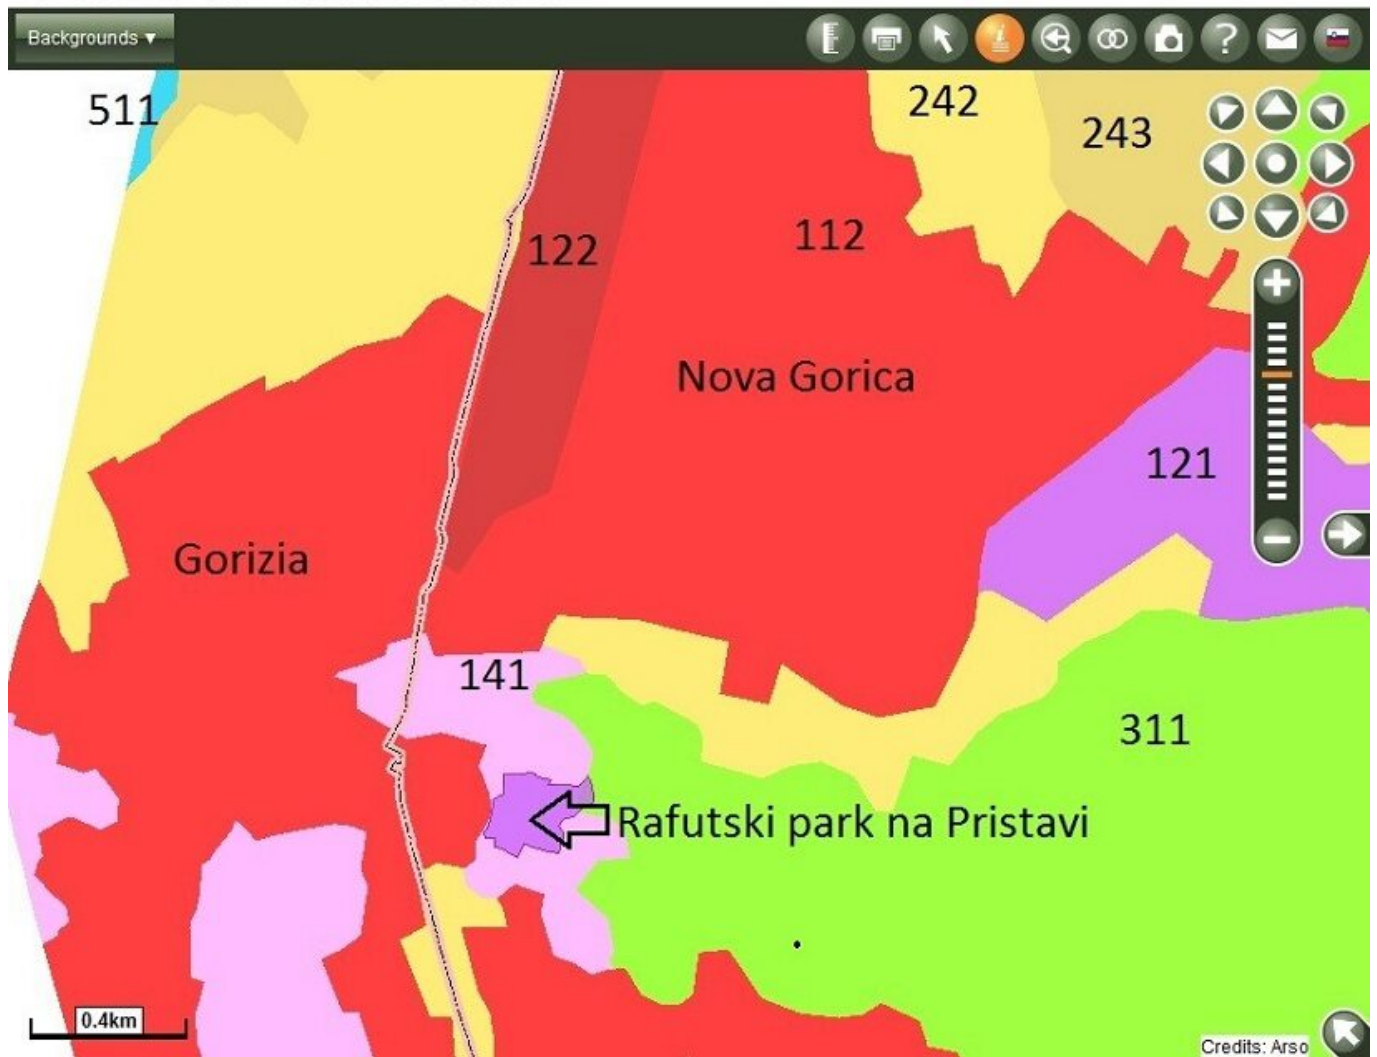 Backgrounds ▼
?
511
242
243
122
112
Nova Gorica
121
Gorizia
141
311
Rafutski park na Pristavi
0.4km
Credits: Arso